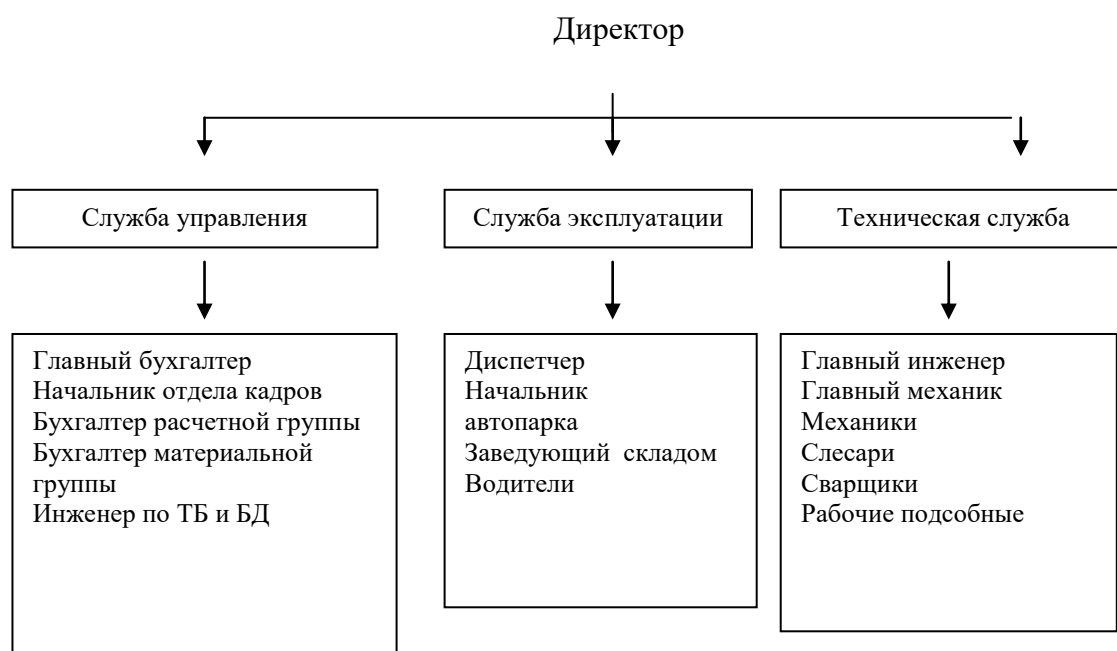 Директор
Служба управления
Служба эксплуатации
Техническая служба
Главный бухгалтер
Начальник отдела кадров
Бухгалтер расчетной группы
Бухгалтер материальной
группы
Инженер по ТБ и БД
Диспетчер
Начальник
автопарка
Заведующий складом
Водители
Главный инженер
Главный механик
Механики
Слесари
Сварщики
Рабочие подсобные